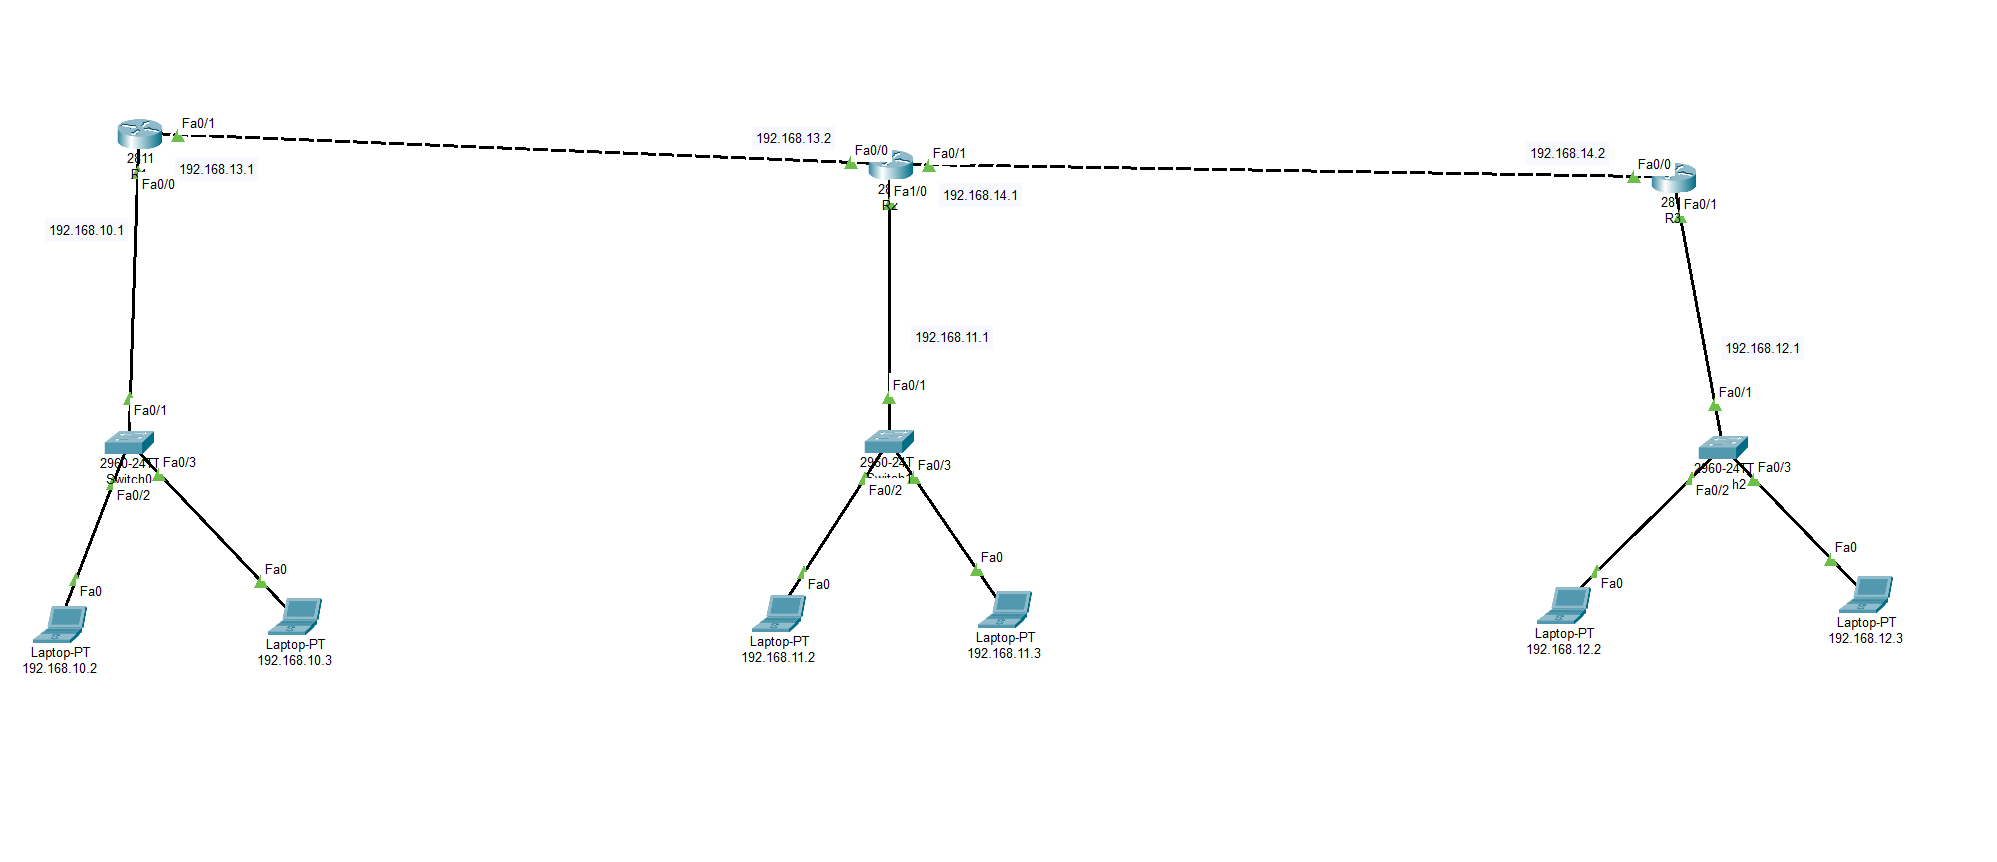 Fa0/1
192.168.13.1
2811
Fa0/0
192.168.10.1
Fa0/1
2960-24TT
Switch0
Fa0/3
Fa0/2
Fa0
Fa0
Laptop-PT
192.168.10.2
Laptop-PT
192.168.10.3
192.168.13.2
Fa0/0
Fa0/1
Fa1/0
192.168.14.1
R2
192.168.11.1
Fa0/1
Fa0/3
Fa0/2
Fa0
Fa0
Laptop-PT
192.168.11.2
Laptop-PT
192.168.11.3
192.168.14.2
Fa0/0
Fa0/1
R3
192.168.12.1
Fa0/1
2960-24TT
Fa0/3
Fa0/2
h2
Fa0
Fa0
Laptop-PT
192.168.12.2
Laptop-PT
192.168.12.3